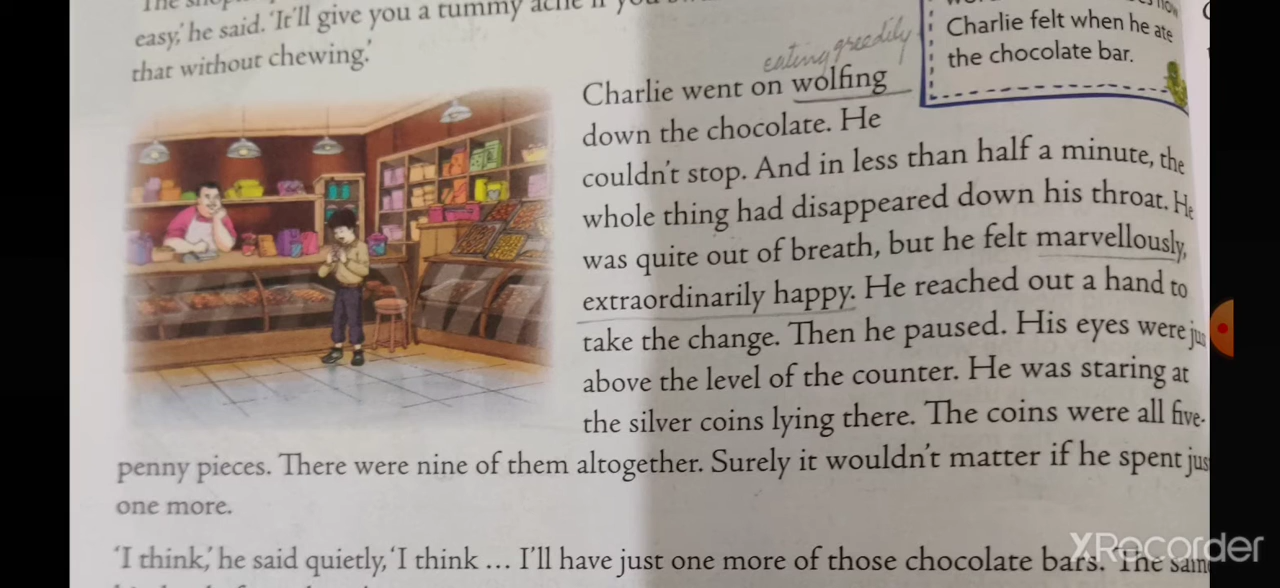 easy,' he said. 'It'll give you a tummy ache if you
that without chewing.'
eating greedily
Charlie felt when he ate
the chocolate bar.
Charlie went on wolfing
down the chocolate. He
couldn't stop. And in less than half a minute, the
whole thing had disappeared down his throat. He
was quite out of breath, but he felt marvellously,
extraordinarily happy. He reached out a hand to
take the change. Then he paused. His eyes were
above the level of the counter. He was staring at
the silver coins lying there. The coins were all five-
penny pieces. There were nine of them altogether. Surely it wouldn't matter if he spent
one more.
'I think,' he said quietly, 'I think ... I'll have just one more of those chocolate bars. The
XRecorder